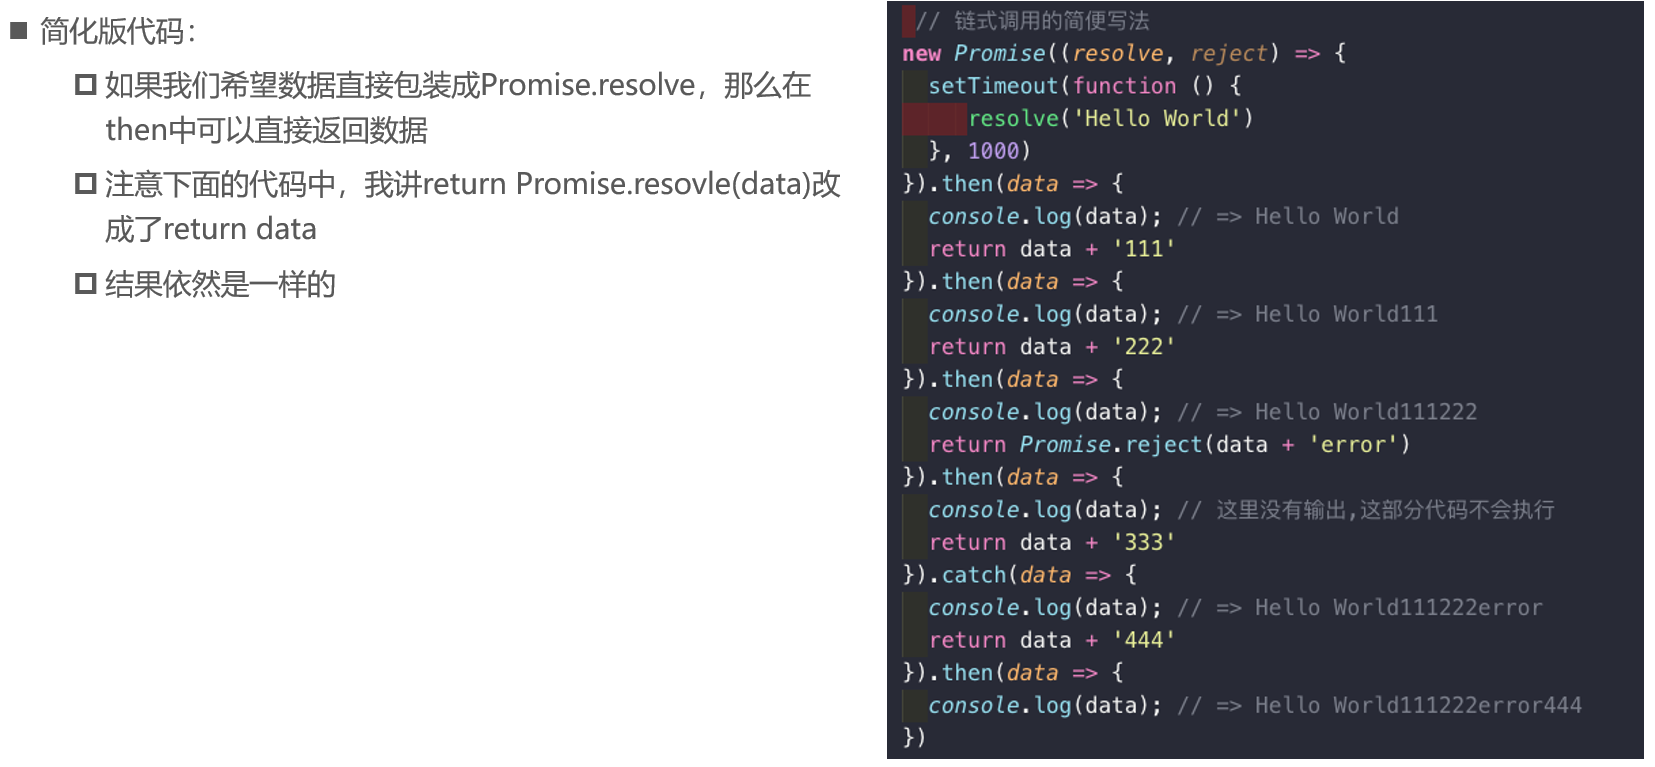 简化版代码：
如果我们希望数据直接包装成Promise.resolve，那么在
then中可以直接返回数据
注意下面的代码中，我讲return Promise.resovle(data)改
成了return data
结果依然是一样的
// 链式调用的简便写法
new Promise((resolve, reject) => {
  setTimeout(function () {
     resolve('Hello World')
  }, 1000)
}).then(data => {
  console.log(data); // => Hello World
  return data + '111'
}).then(data => {
  console.log(data); // => Hello World111
  return data + '222'
}).then(data => {
  console.log(data); // => Hello World111222
  return Promise.reject(data + 'error')
}).then(data => {
  console.log(data); // 这里没有输出,这部分代码不会执行
  return data + '333'
}).catch(data => {
  console.log(data); // => Hello World111222error
  return data + '444'
}).then(data => {
  console.log(data); // => Hello World111222error444
})